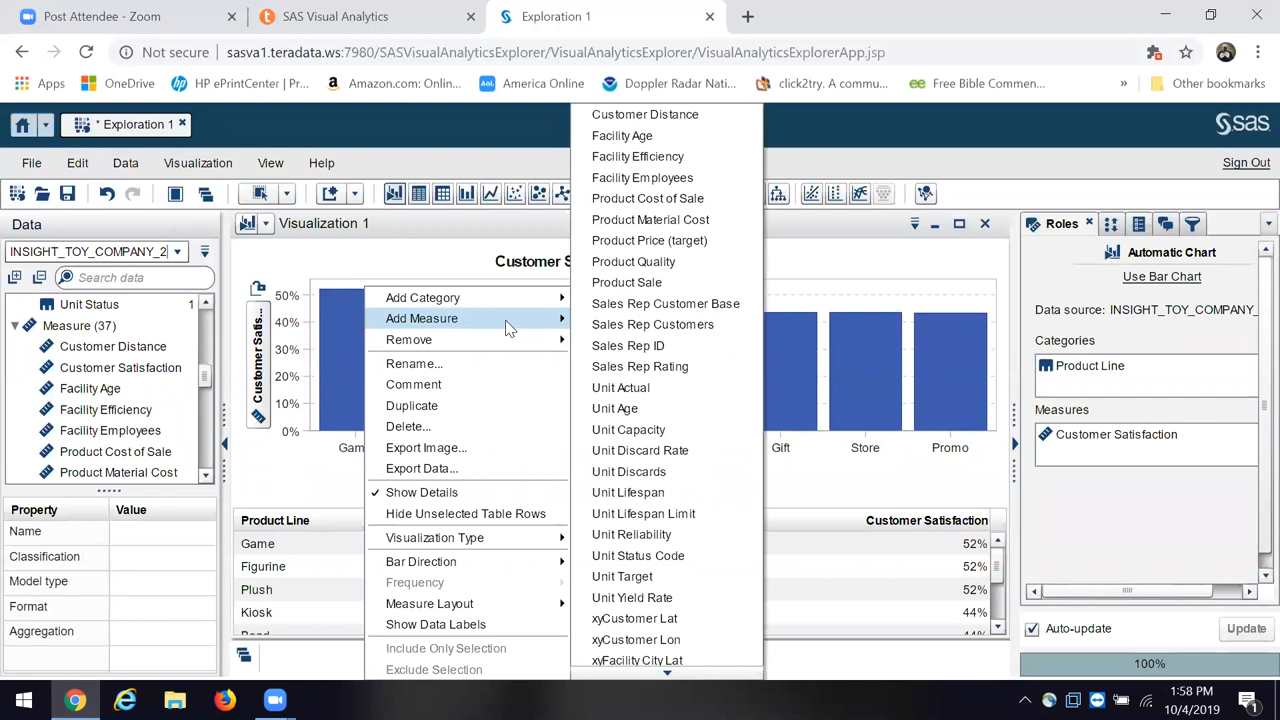 Post Attendee - Zoom
SAS Visual Analytics
Exploration 1
Not secure
sasva1.teradata.ws:7980/SASVisualAnalyticsExplorer/VisualAnalyticsExplorer/VisualAnalyticsExplorerApp.jsp
Apps
OneDrive
HP ePrintCenter | Pr...
Amazon.com: Onlin...
America Online
Doppler Radar Nati...
click2try. A commu...
Free Bible Commen...
»
Other bookmarks
* Exploration 1
sas
File
Edit
Data
Visualization
View
Help
Sign Out
Data
INSIGHT_TOY_COMPANY_2
Search data
Unit Status 1
Measure (37)
Customer Distance
Customer Satisfaction
Facility Age
Facility Efficiency
Facility Employees
Product Cost of Sale
Product Material Cost
Property Value
Name
Classification
Model type
Format
Aggregation
Visualization 1
Customer S
Customer Satis...
50%
40%
30%
20%
10%
0%
Gam
Gift
Store
Promo
Product Line
Customer Satisfaction
Game 52%
Figurine 52%
Plush 52%
Kiosk 44%
Add Category
Add Measure
Remove
Rename...
Comment
Duplicate
Delete...
Export Image...
Export Data...
Show Details
Hide Unselected Table Rows
Visualization Type
Bar Direction
Frequency
Measure Layout
Show Data Labels
Include Only Selection
Exclude Selection
Customer Distance
Facility Age
Facility Efficiency
Facility Employees
Product Cost of Sale
Product Material Cost
Product Price (target)
Product Quality
Product Sale
Sales Rep Customer Base
Sales Rep Customers
Sales Rep ID
Sales Rep Rating
Unit Actual
Unit Age
Unit Capacity
Unit Discard Rate
Unit Discards
Unit Lifespan
Unit Lifespan Limit
Unit Reliability
Unit Status Code
Unit Target
Unit Yield Rate
xyCustomer Lat
xyCustomer Lon
xyFacility City Lat
Roles
Automatic Chart
Use Bar Chart
Data source: INSIGHT_TOY_COMPANY_
Categories
Product Line
Measures
Customer Satisfaction
Auto-update
Update
100%
1:58 PM
10/4/2019
1